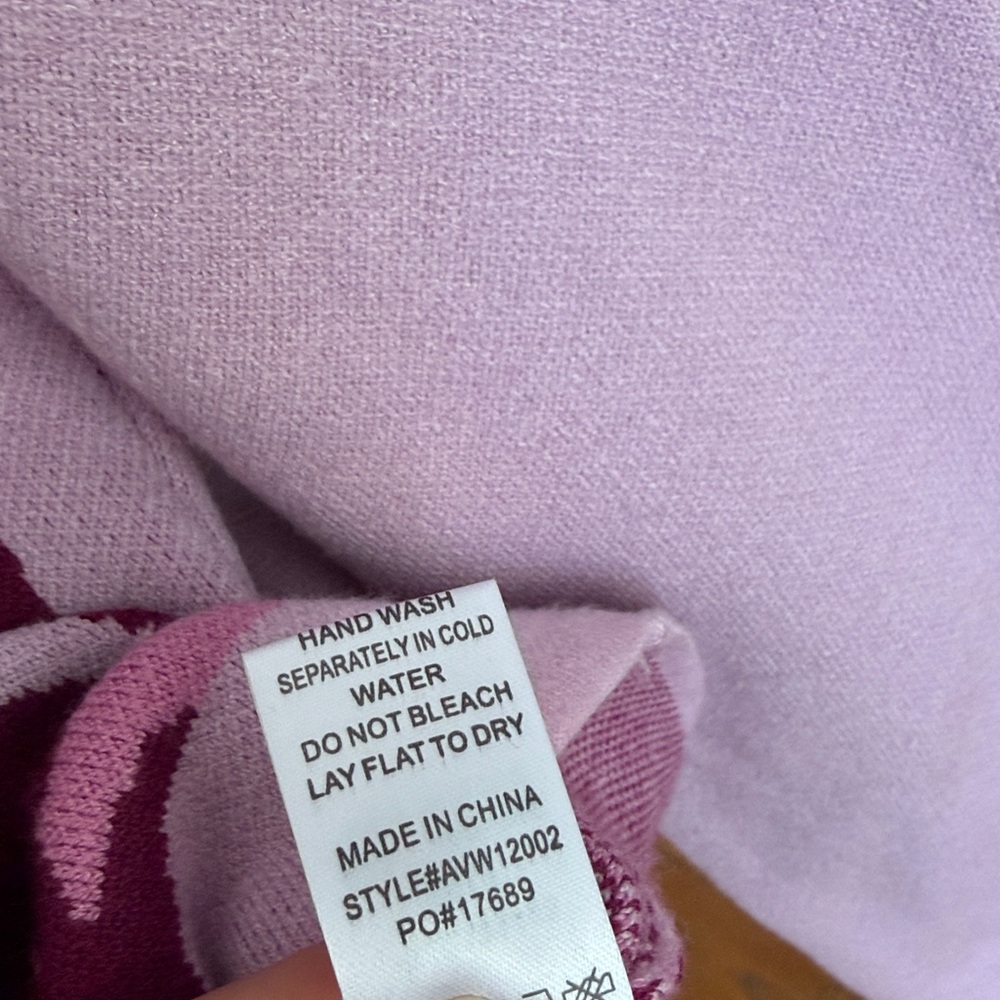 HAND WASH
SEPARATELY IN COLD
WATER
DO NOT BLEACH
LAY FLAT TO DRY
MADE IN CHINA
STYLE#AVW12002
PO#17689